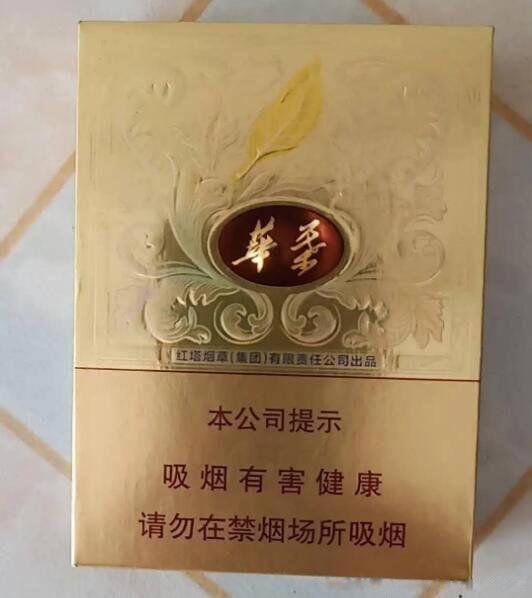 華葉
红塔烟草(集团)有限责任公司出品
本公司提示
吸烟有害健康
请勿在禁烟场所吸烟